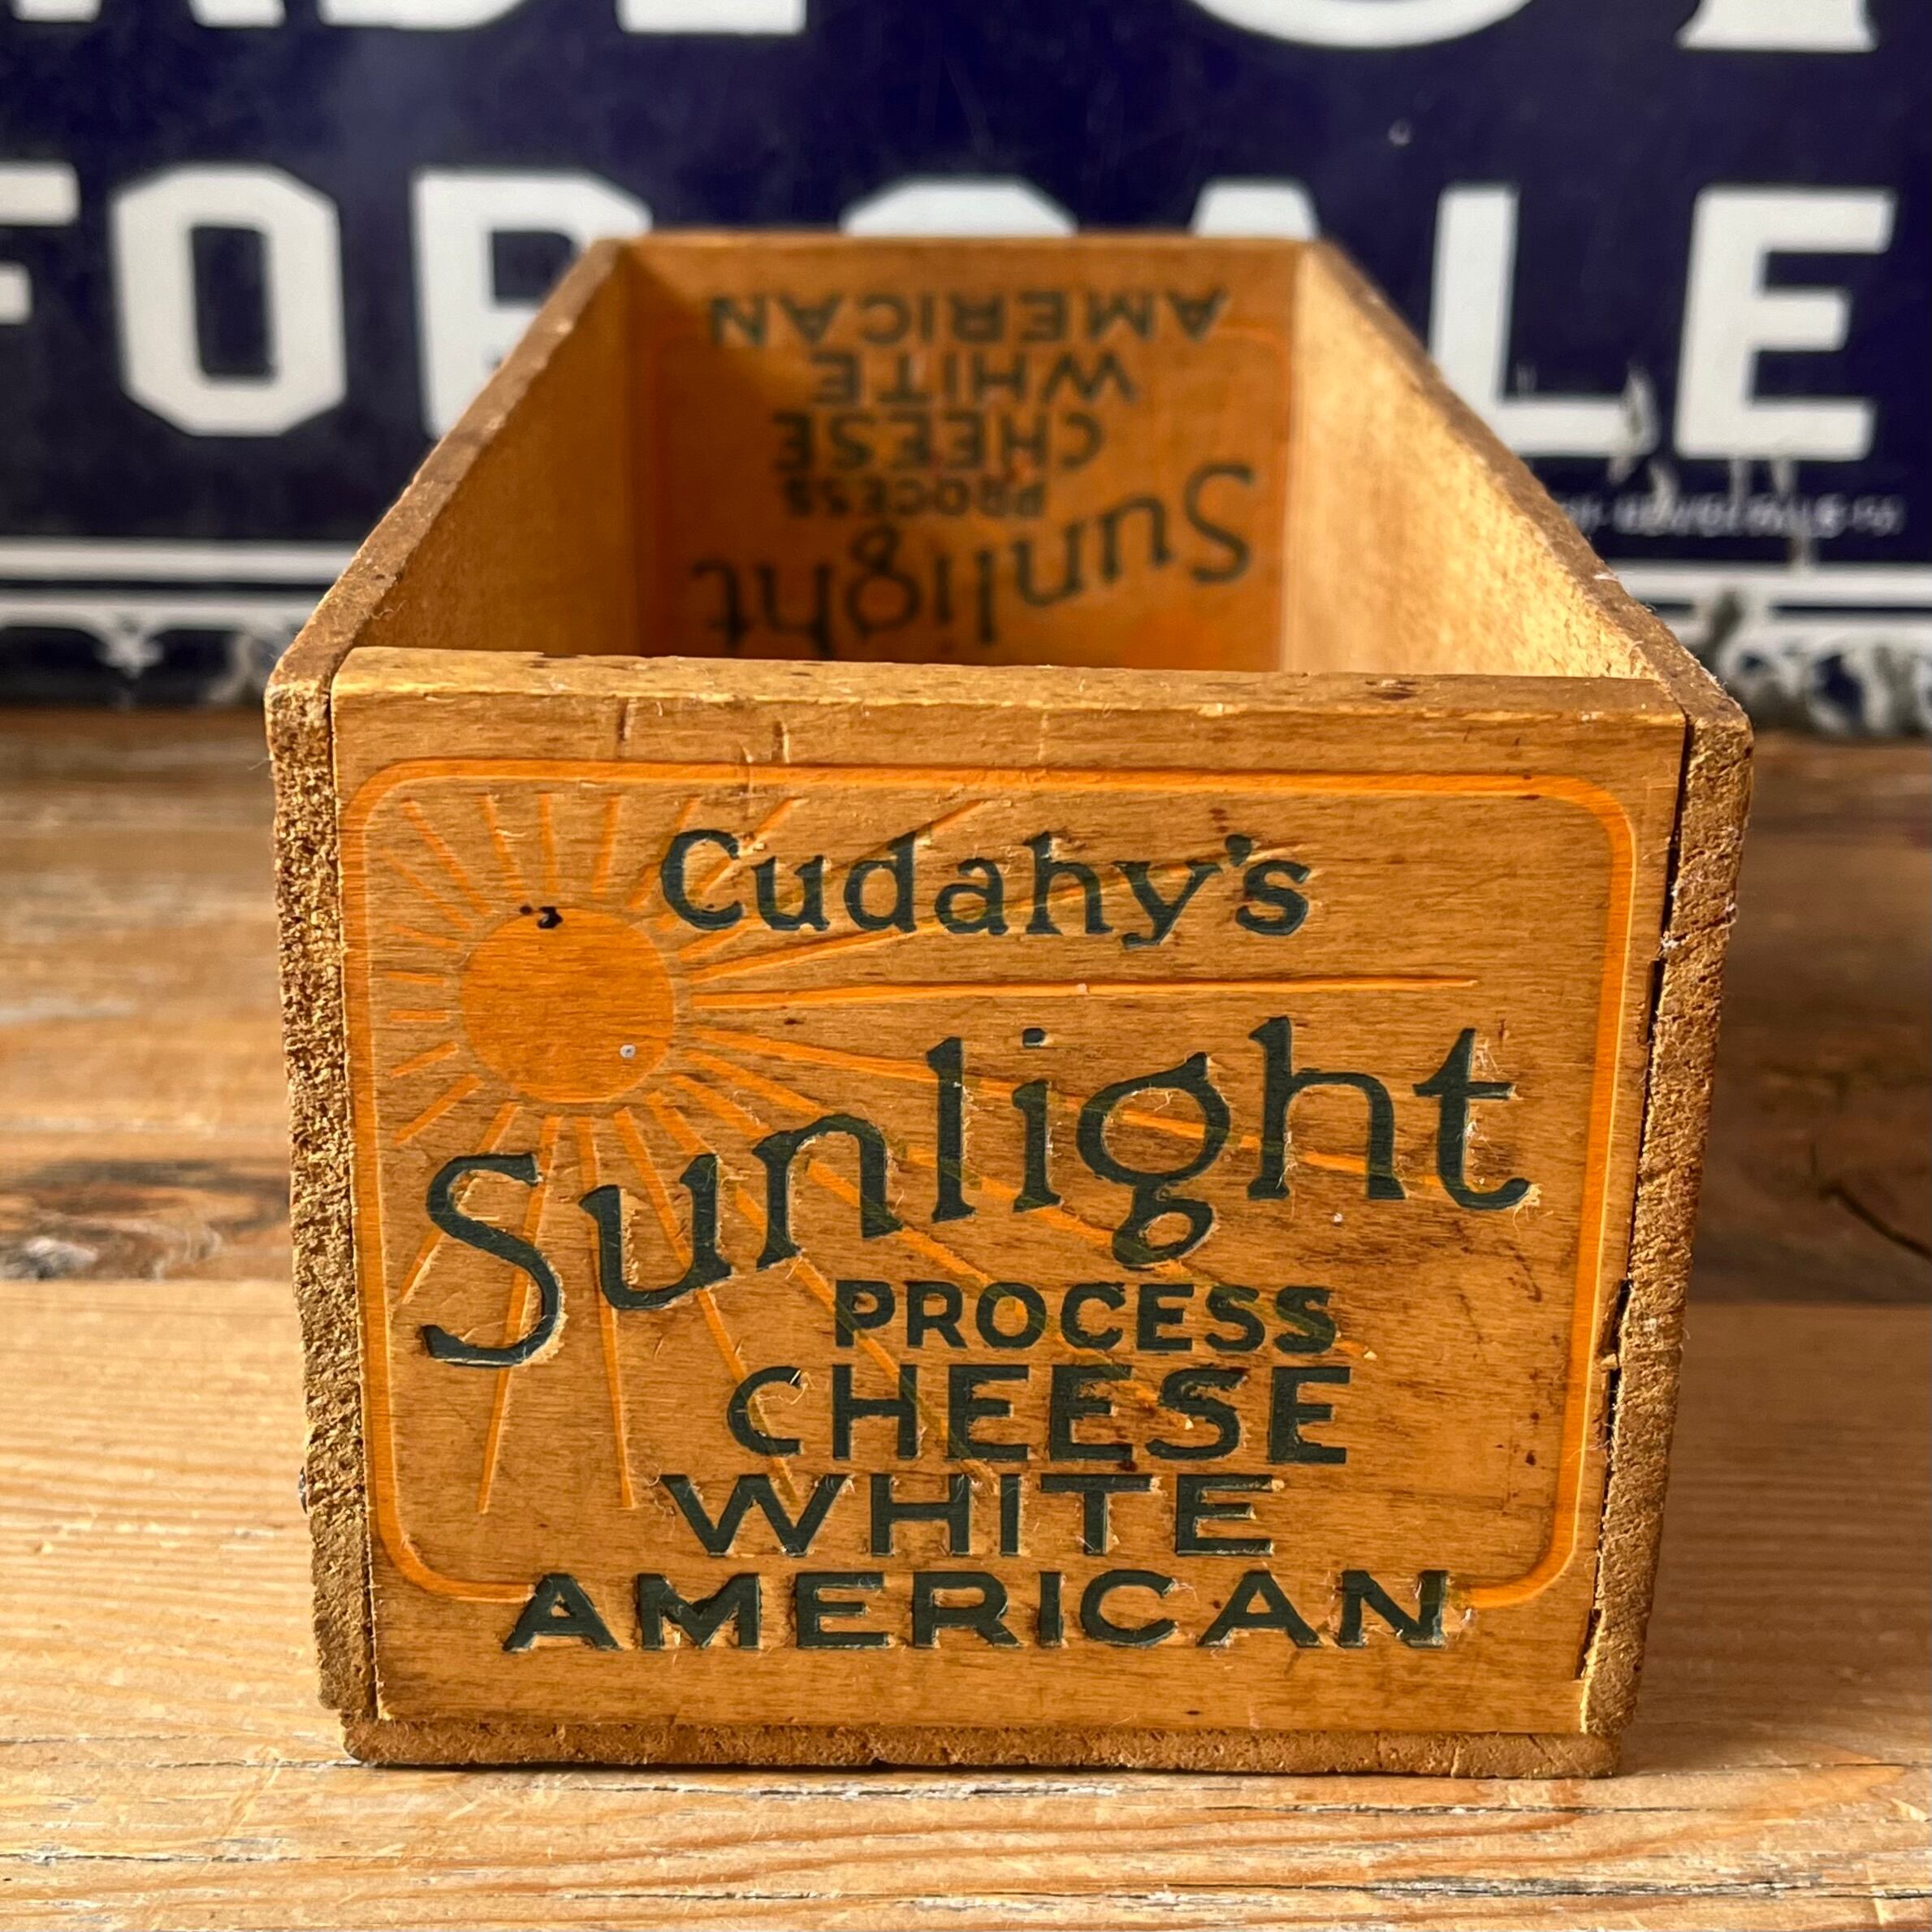 FOR SALE
AMERICAN
WHITE
CHEESE
PROCESS
Sunlight
Cudahy's
Sunlight
PROCESS
CHEESE
WHITE
AMERICAN